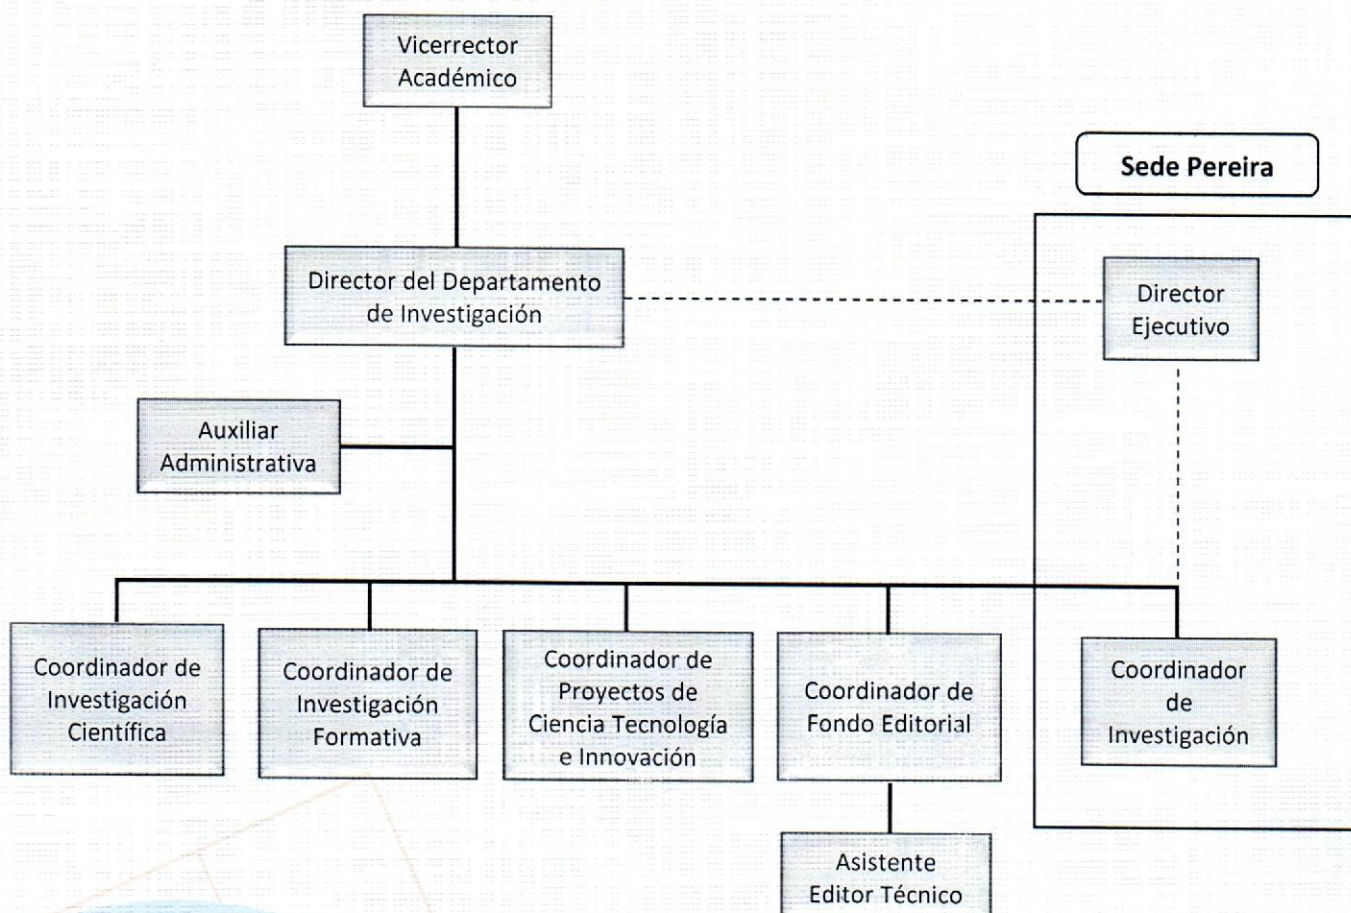 Vicerrector
Académico
Sede Pereira
Director del Departamento
de Investigación
Director
Ejecutivo
Auxiliar
Administrativa
Coordinador de
Investigación
Científica
Coordinador de
Investigación
Formativa
Coordinador de
Proyectos de
Ciencia Tecnología
e Innovación
Coordinador de
Fondo Editorial
Coordinador
de
Investigación
Asistente
Editor Técnico